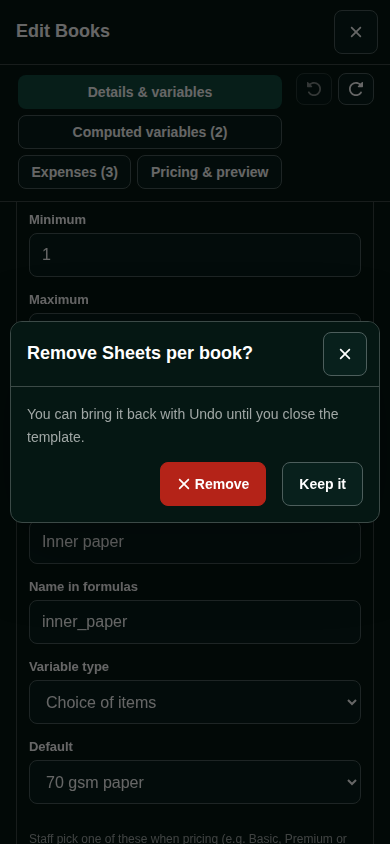 Edit Books
Details & variables
Computed variables (2)
Expenses (3)
Pricing & preview
Minimum
1
Maximum
Remove Sheets per book?
You can bring it back with Undo until you close the
template.
Remove
Keep it
Inner paper
Name in formulas
inner_paper
Variable type
Choice of items
Default
70 gsm paper
Staff pick one of these when pricing (e.g. Basic, Premium or